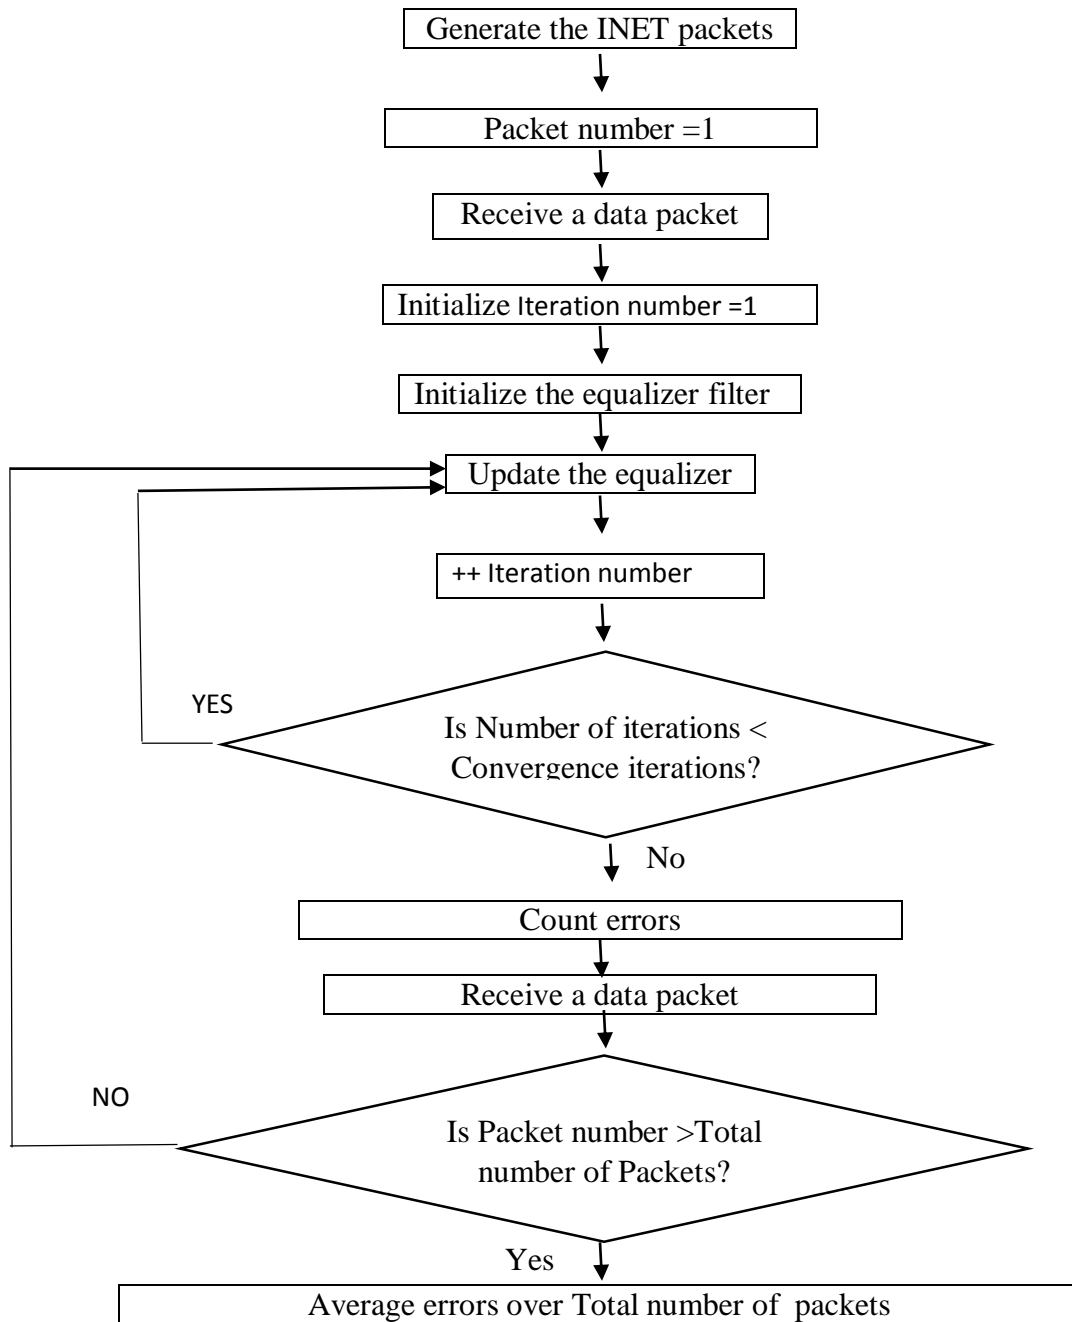 Generate the INET packets
Packet number =1
Receive a data packet
Initialize Iteration number =1
Initialize the equalizer filter
Update the equalizer
++ Iteration number
YES
Is Number of iterations <
Convergence iterations?
No
Count errors
Receive a data packet
NO
Is Packet number >Total
number of Packets?
Yes
Average errors over Total number of packets